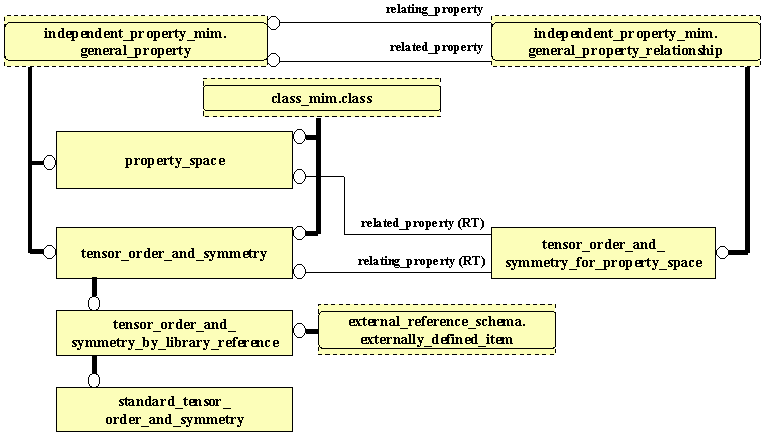 relating_property
independent_property_mim.
general_property
independent_property_mim.
general_property_relationship
related_property
class_mim.class
property_space
related_property (RT)
tensor_order_and_symmetry
relating_property (RT)
tensor_order_and_
symmetry_for_property_space
tensor_order_and_
symmetry_by_library_reference
external_reference_schema.
externally_defined_item
standard_tensor_
order_and_symmetry